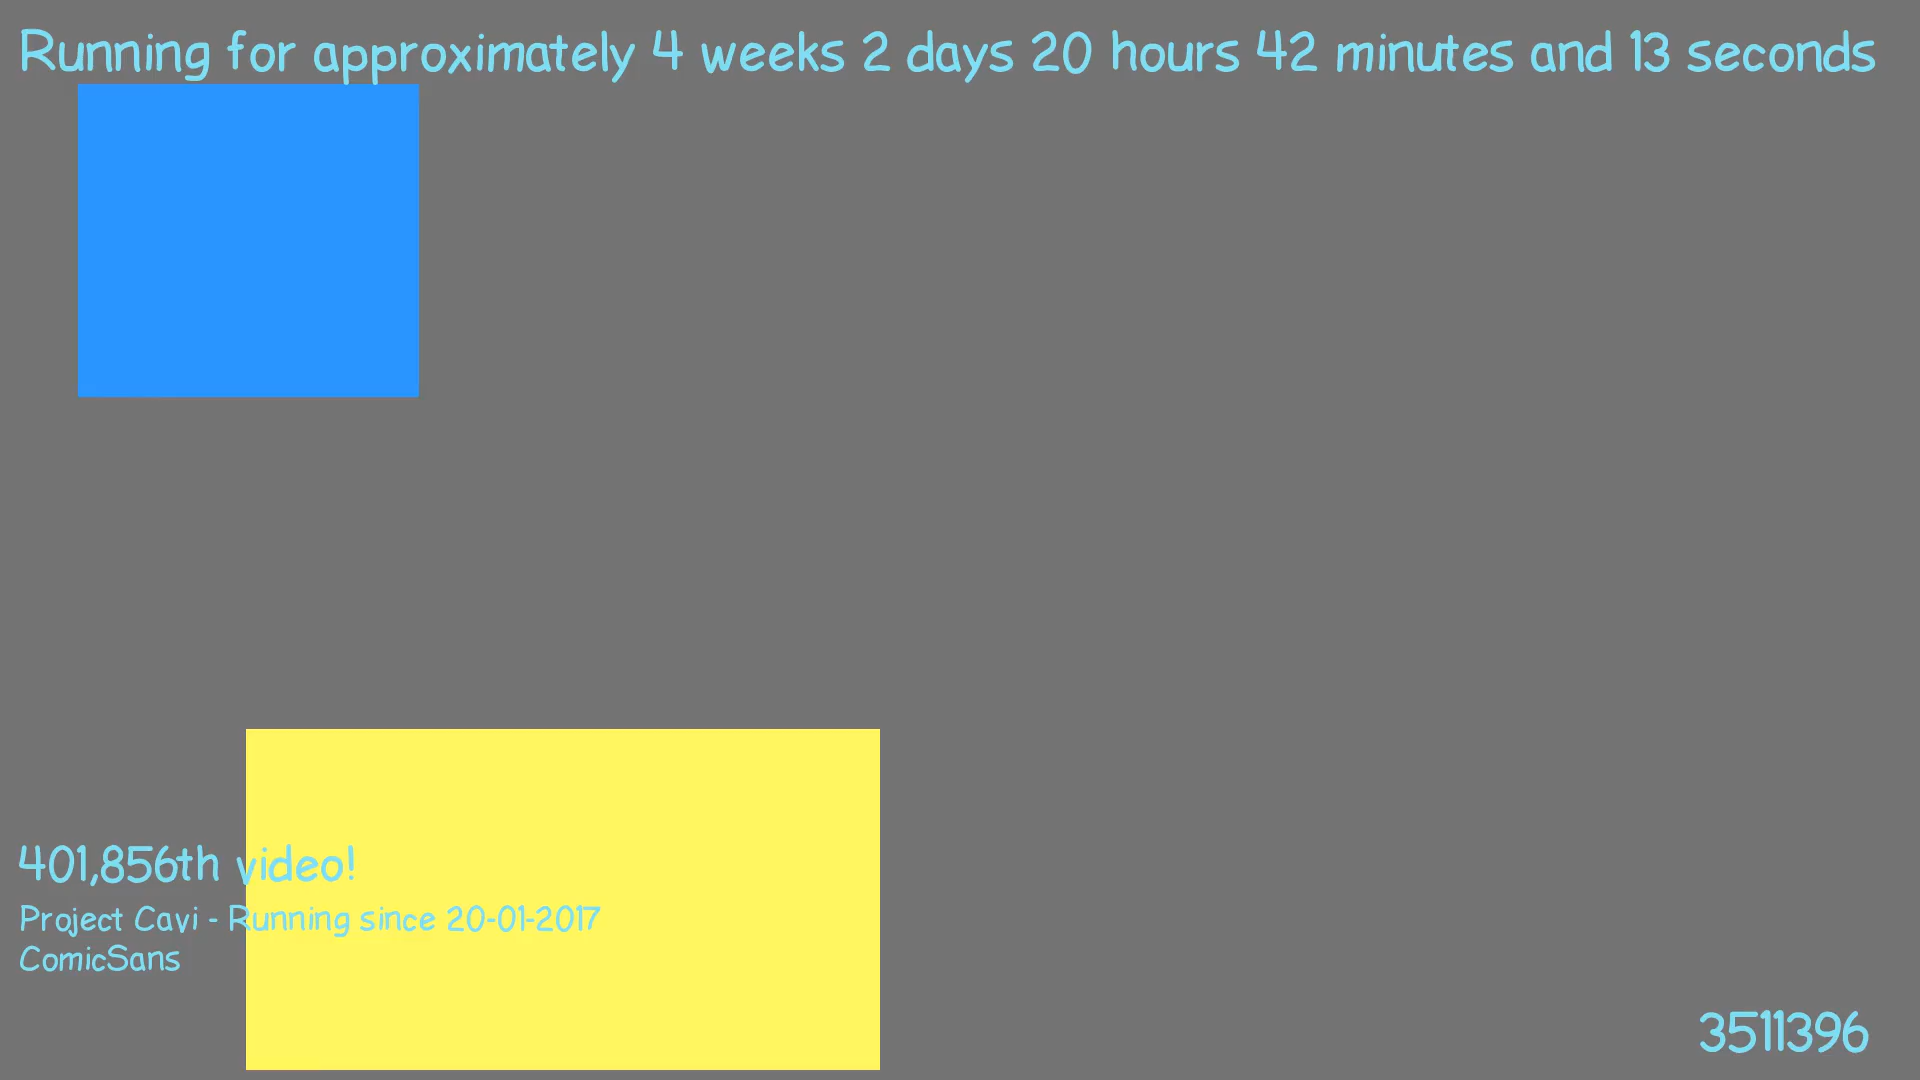 Running for approximately 4 weeks 2 days 20 hours 42 minutes and 13 seconds
401,856th video!
Project Cavi - Running since 20-01-2017
ComicSans
3511396